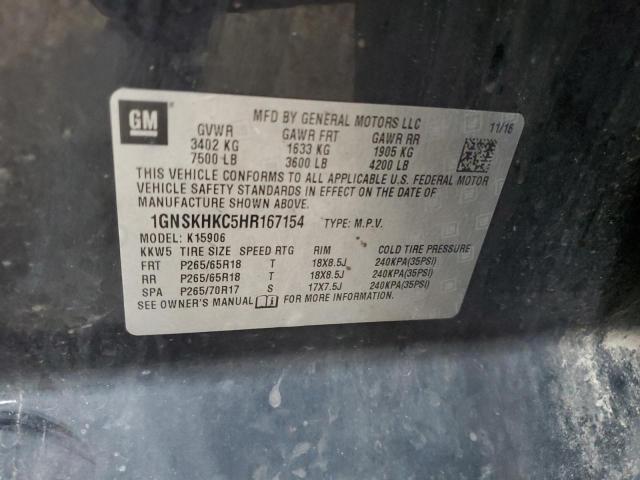 GM
MFD BY GENERAL MOTORS LLC 11/16
GVWR GAWR FRT GAWR RR
3402 KG 1633 KG 1905 KG
7500 LB 3600 LB 4200 LB
THIS VEHICLE CONFORMS TO ALL APPLICABLE U.S. FEDERAL MOTOR
VEHICLE SAFETY STANDARDS IN EFFECT ON THE DATE OF
MANUFACTURE SHOWN ABOVE.
1GNSKHKC5HR167154 TYPE: M.P.V.
MODEL: K15906
KKW5 TIRE SIZE SPEED RTG RIM COLD TIRE PRESSURE
FRT P265/65R18 T 18X8.5J 240KPA(35PSI)
RR P265/65R18 T 18X8.5J 240KPA(35PSI)
SPA P265/70R17 S 17X7.5J 240KPA(35PSI)
SEE OWNER'S MANUAL FOR MORE INFORMATION.